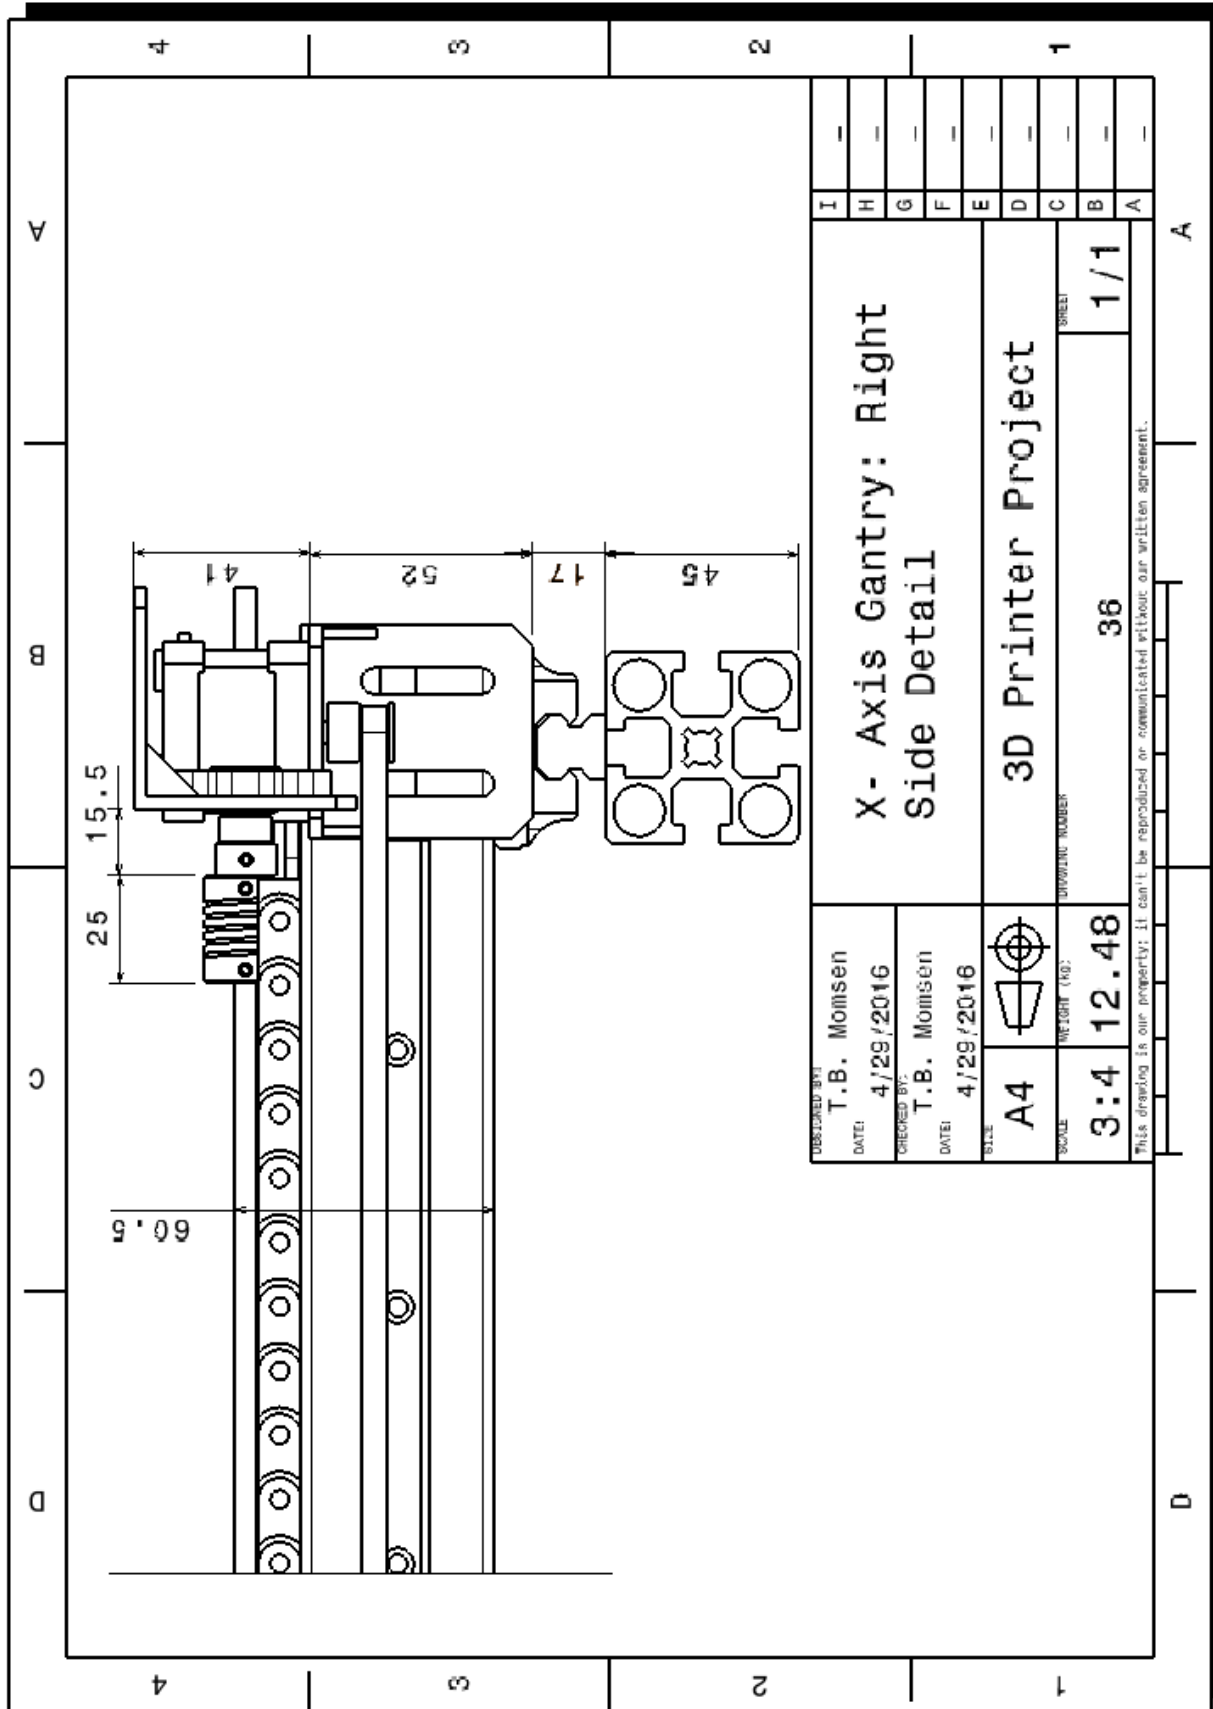 4
3
2
1
A
A
B
C
C
D
D
4
3
2
1
41
52
17
45
15.5
25
60.5
I –
H –
G –
F –
E –
D –
C –
B –
A –
X- Axis Gantry: Right
Side Detail
3D Printer Project
DRAWING NUMBER
36
SHEET
1/1
DESIGNED BY:
T.B. Momsen
DATE:
4/29/2016
CHECKED BY:
T.B. Momsen
DATE:
4/29/2016
SIZE
A4
SCALE
3:4
WEIGHT (kg)
12.48
This drawing is our property; it can't be reproduced or communicated without our written agreement.